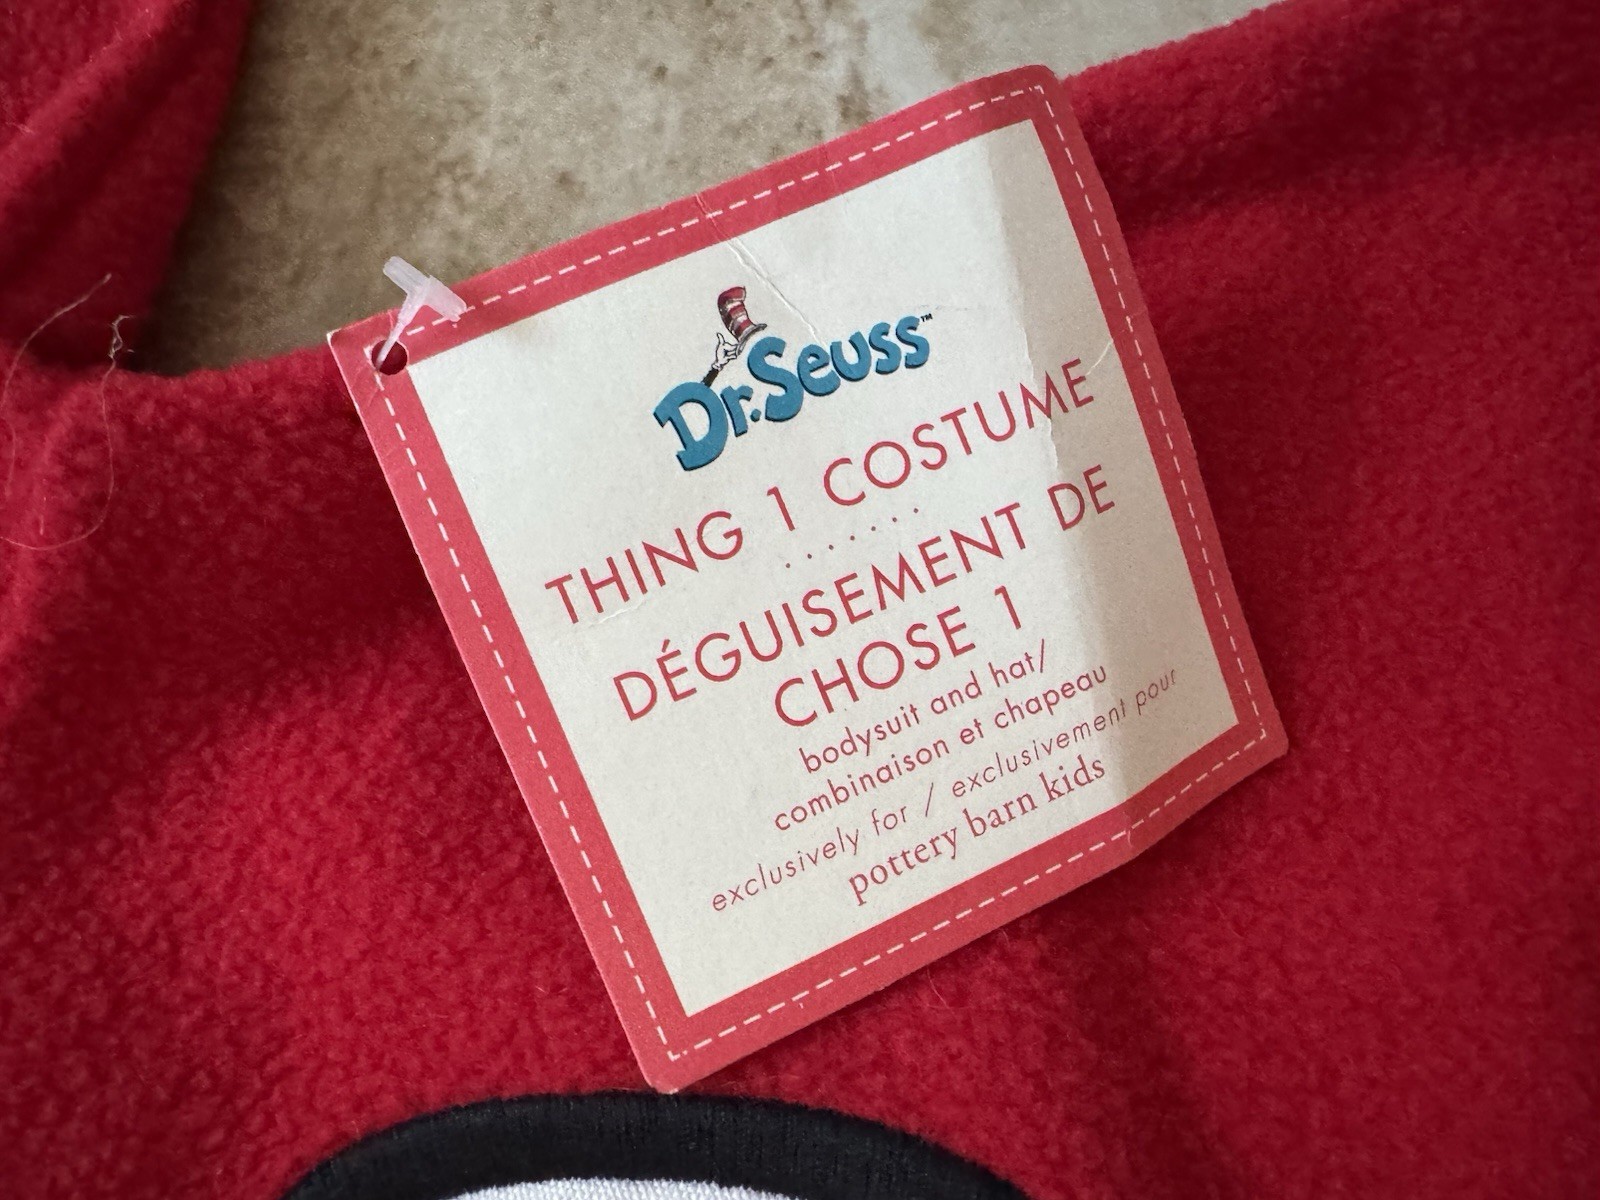 Dr. Seuss™
THING 1 COSTUME
DÉGUISEMENT DE
CHOSE 1
bodysuit and hat/
combinaison et chapeau
exclusively for / exclusivement pour
pottery barn kids